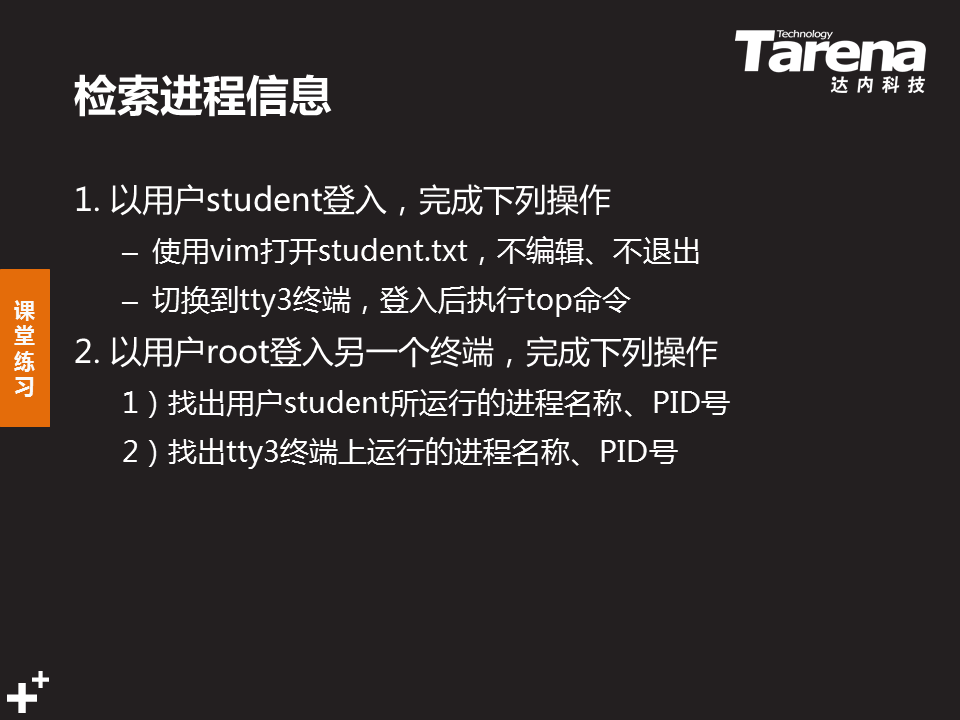 Technology
Tarena
达内科技
检索进程信息
1. 以用户student登入，完成下列操作
– 使用vim打开student.txt，不编辑、不退出
– 切换到tty3终端，登入后执行top命令
2. 以用户root登入另一个终端，完成下列操作
1）找出用户student所运行的进程名称、PID号
2）找出tty3终端上运行的进程名称、PID号
课堂练习